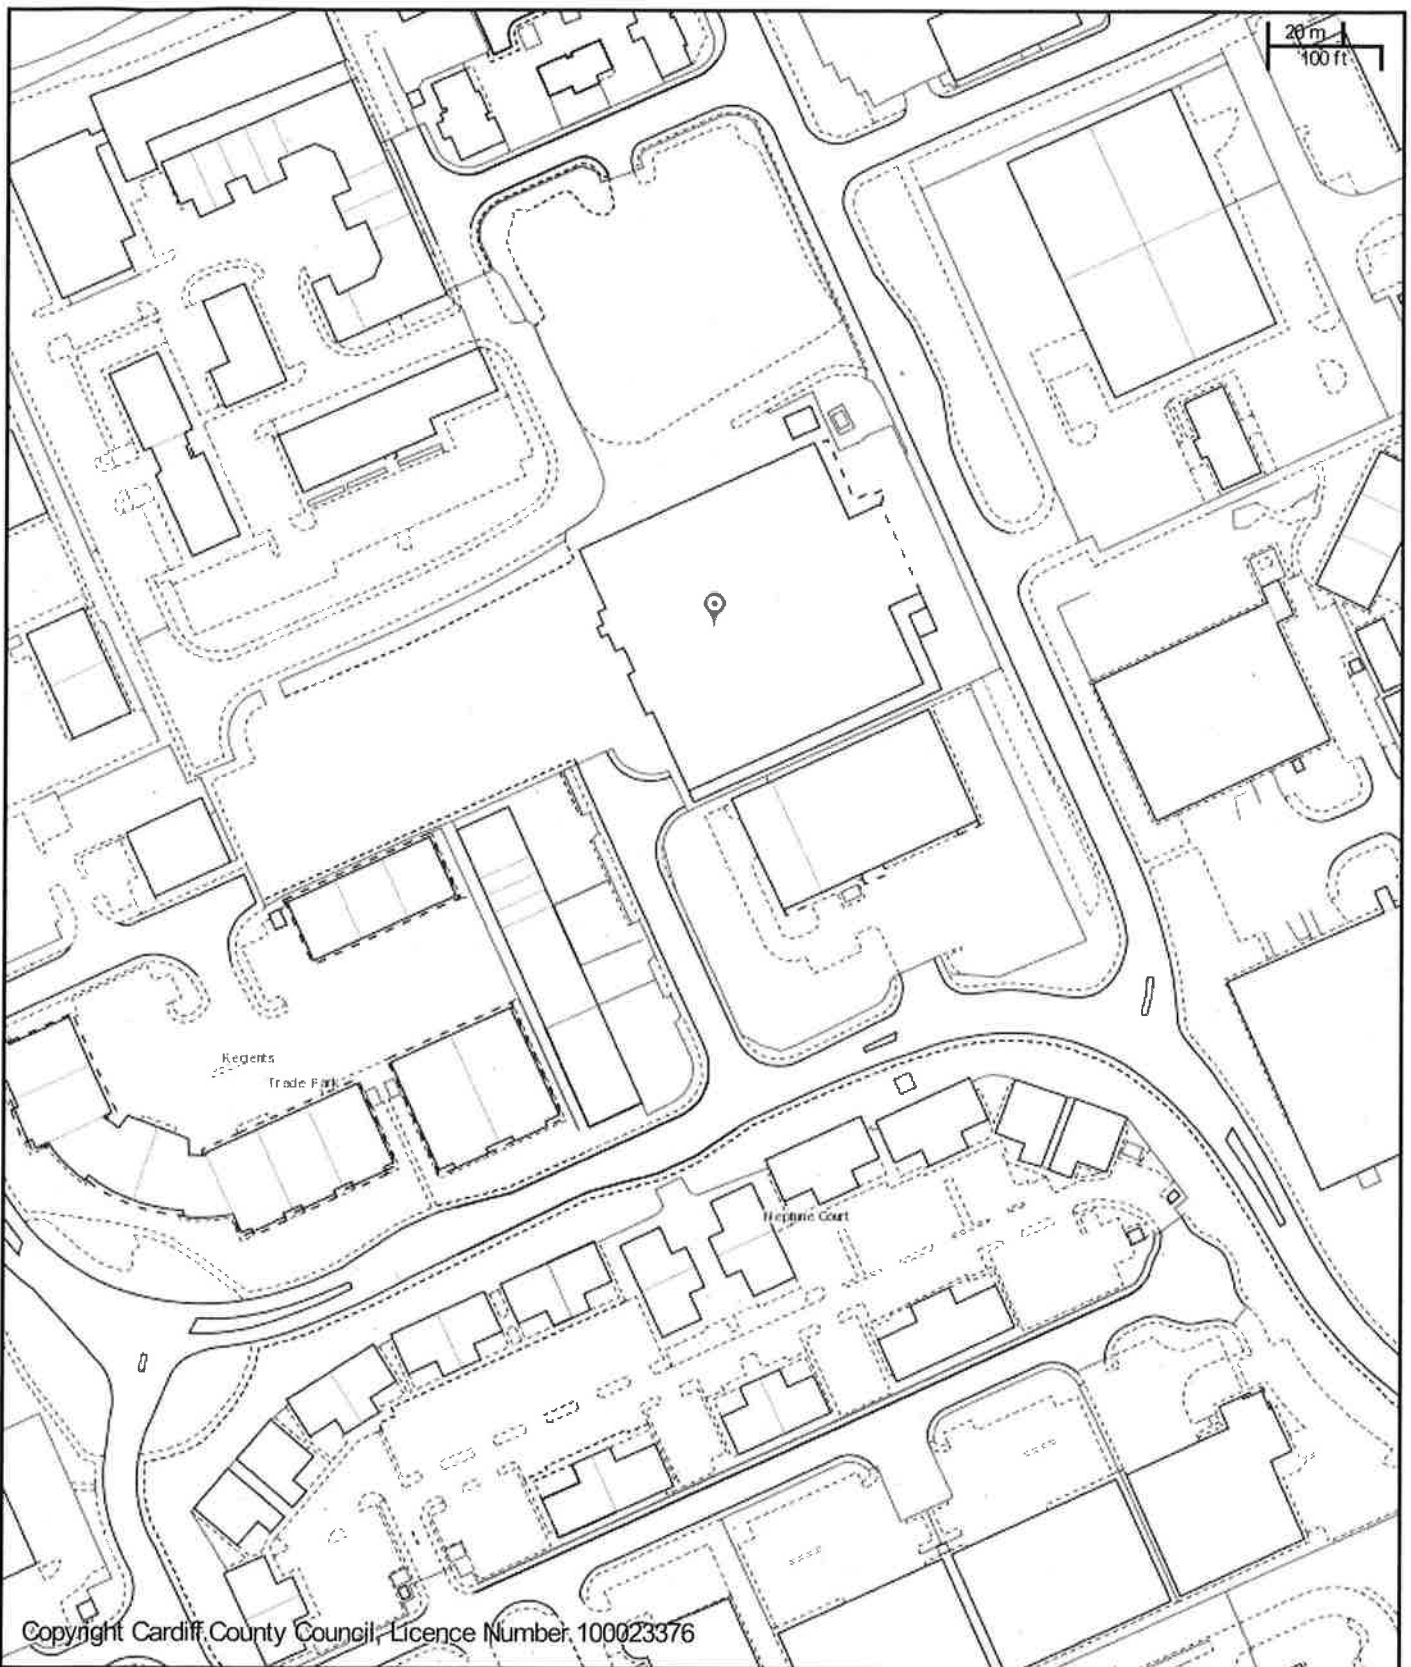 20 m
100 ft
Regents
Trade Park
Neptune Court
Copyright Cardiff County Council, Licence Number 100023376